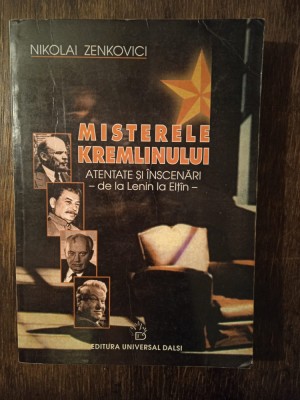 NIKOLAI ZENKOVICI
MISTERELE
KREMLINULUI
ATENTATE ȘI ÎNSCENĂRI
– de la Lenin la Elțîn –
EDITURA UNIVERSAL DALSI